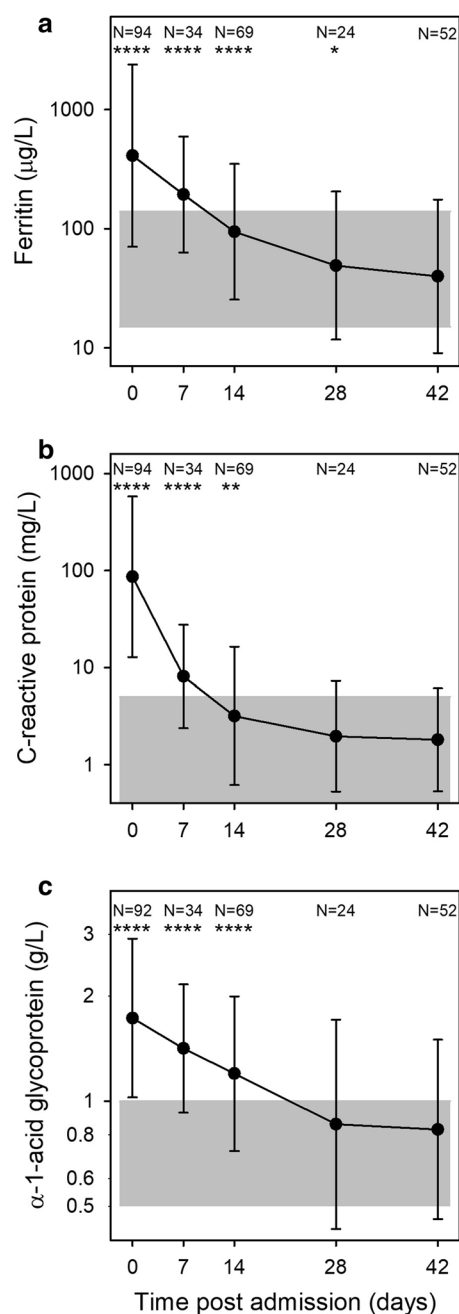 a
N=94 N=34 N=69 N=24 N=52
**** **** **** *
Ferritin (µg/L)
1000
100
10
0 7 14 28 42
b
N=94 N=34 N=69 N=24 N=52
**** **** **
C-reactive protein (mg/L)
1000
100
10
1
0 7 14 28 42
c
N=92 N=34 N=69 N=24 N=52
**** **** ****
α-1-acid glycoprotein (g/L)
3
2
1
0.8
0.6
0.5
0 7 14 28 42
Time post admission (days)